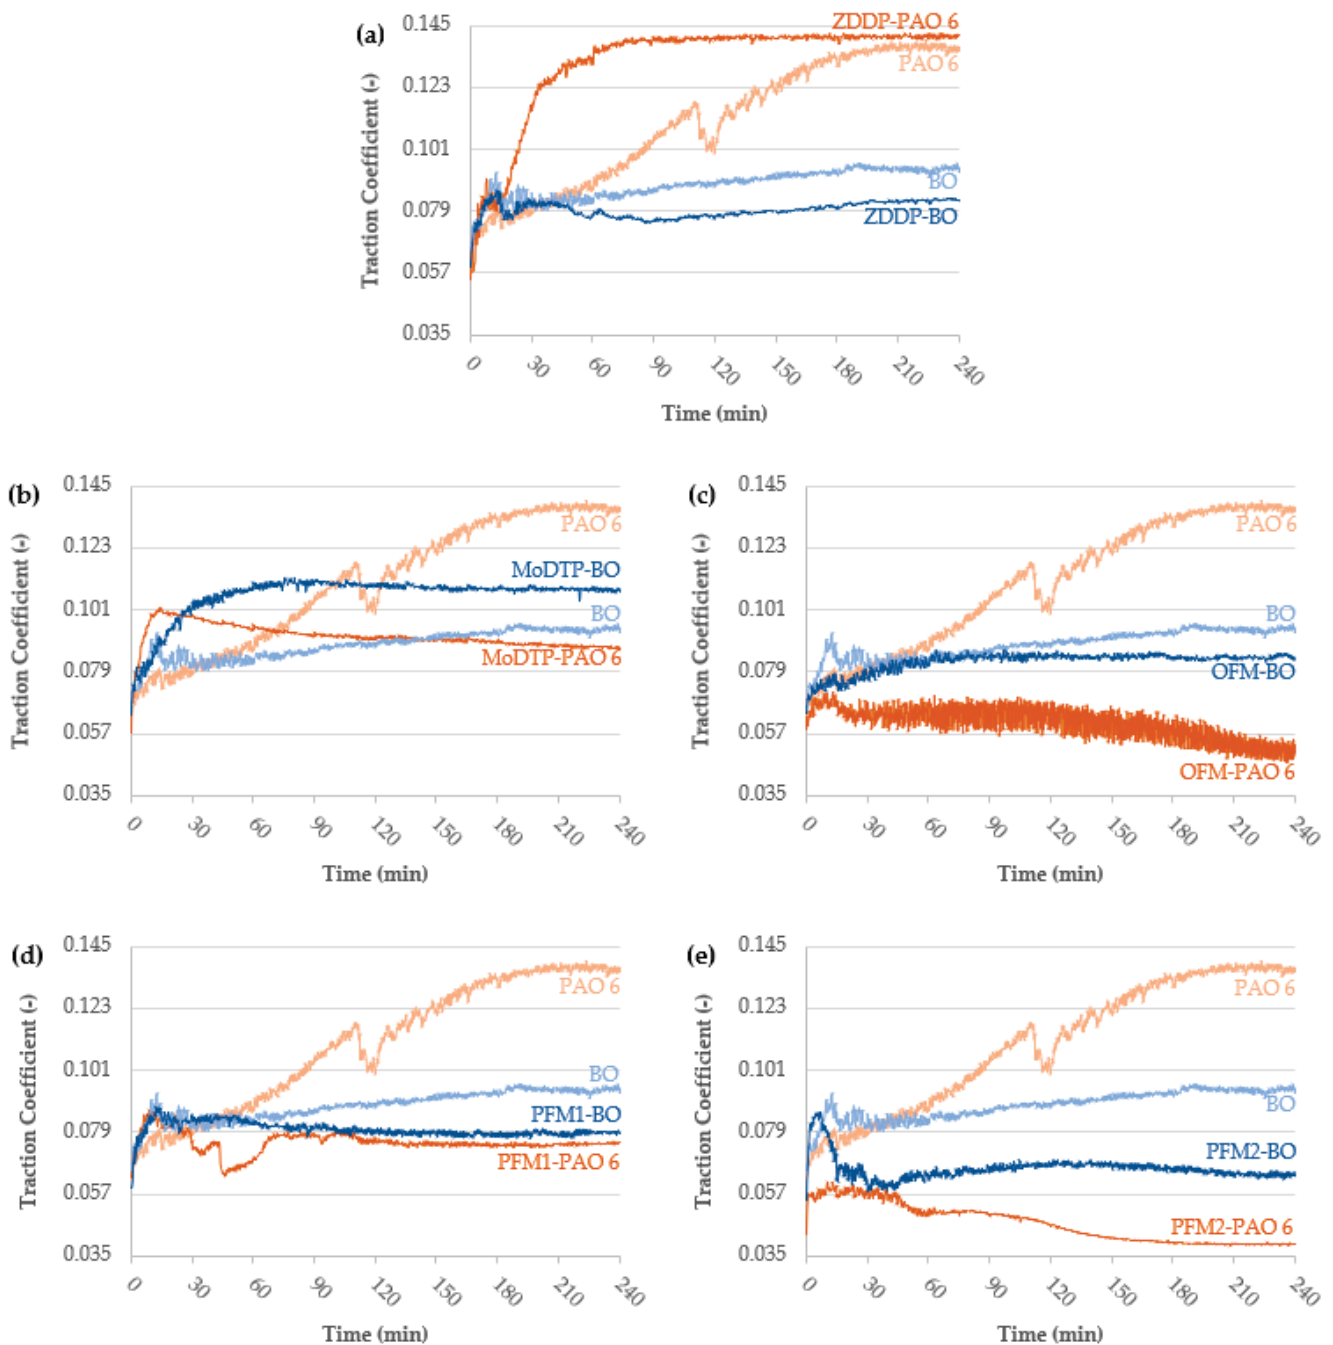 (a)
Traction Coefficient (-)
0.145
0.123
0.101
0.079
0.057
0.035
ZDDP-PAO 6
PAO 6
BO
ZDDP-BO
0 30 60 90 120 150 180 210 240
Time (min)
(b)
Traction Coefficient (-)
0.145
0.123
0.101
0.079
0.057
0.035
PAO 6
MoDTP-BO
BO
MoDTP-PAO 6
0 30 60 90 120 150 180 210 240
Time (min)
(c)
Traction Coefficient (-)
0.145
0.123
0.101
0.079
0.057
0.035
PAO 6
BO
OFM-BO
OFM-PAO 6
0 30 60 90 120 150 180 210 240
Time (min)
(d)
Traction Coefficient (-)
0.145
0.123
0.101
0.079
0.057
0.035
PAO 6
BO
PFM1-BO
PFM1-PAO 6
0 30 60 90 120 150 180 210 240
Time (min)
(e)
Traction Coefficient (-)
0.145
0.123
0.101
0.079
0.057
0.035
PAO 6
BO
PFM2-BO
PFM2-PAO 6
0 30 60 90 120 150 180 210 240
Time (min)